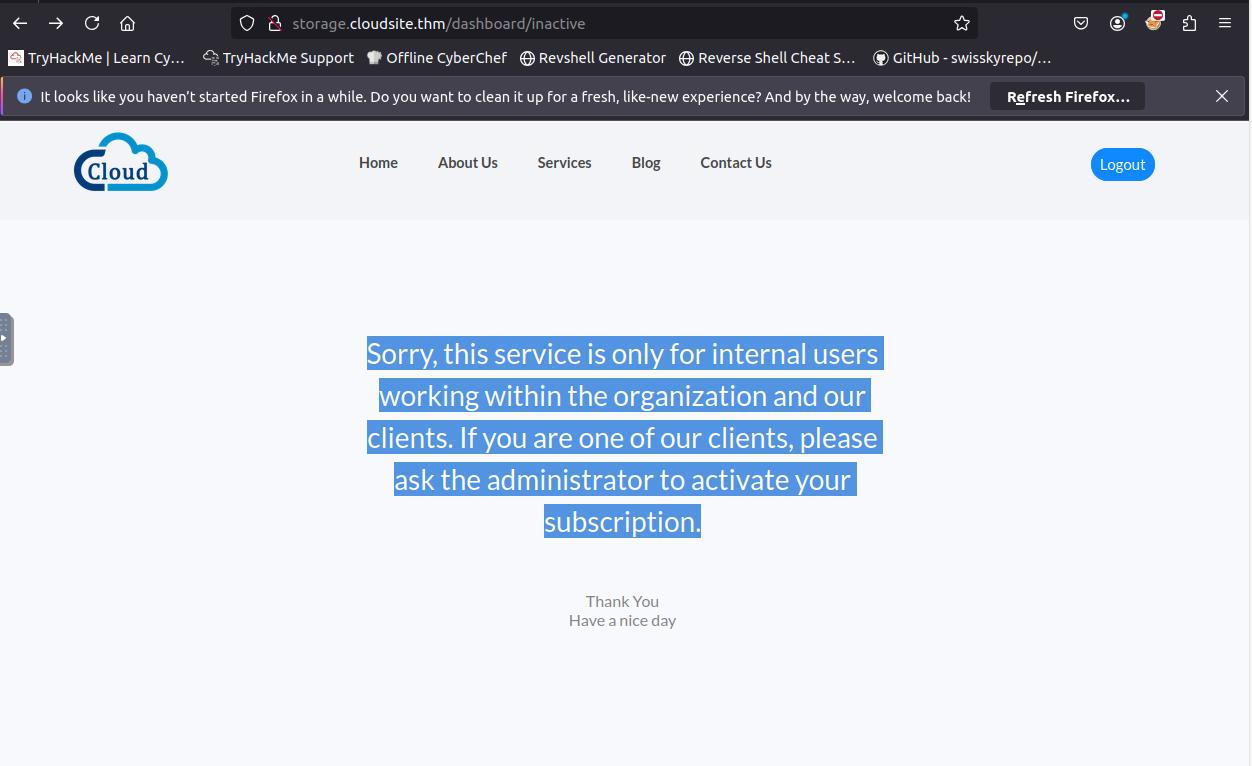 storage.cloudsite.thm/dashboard/inactive
TryHackMe | Learn Cy…
TryHackMe Support
Offline CyberChef
Revshell Generator
Reverse Shell Cheat S…
GitHub - swisskyrepo/…
It looks like you haven’t started Firefox in a while. Do you want to clean it up for a fresh, like-new experience? And by the way, welcome back!
Refresh Firefox…
Cloud
Home
About Us
Services
Blog
Contact Us
Logout
Sorry, this service is only for internal users
working within the organization and our
clients. If you are one of our clients, please
ask the administrator to activate your
subscription.
Thank You
Have a nice day